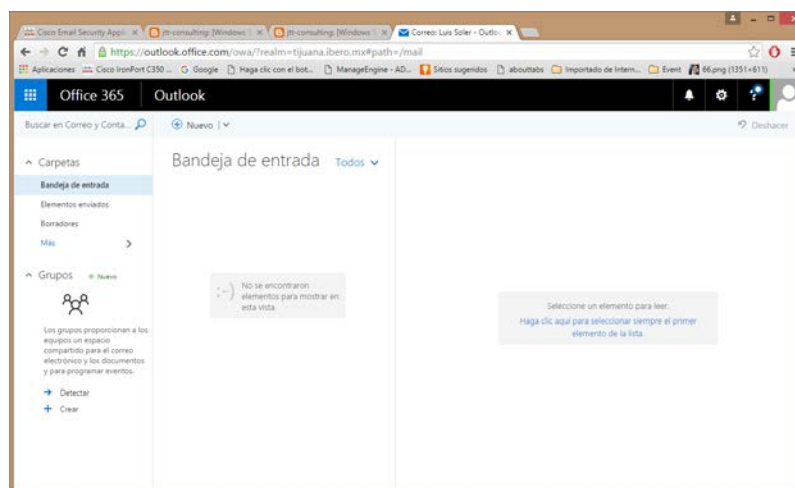 Cisco Email Security Appli
jtt-consulting: [Windows
jtt-consulting: [Windows
Correo: Luis Soler - Outlo
https://outlook.office.com/owa/?realm=tijuana.ibero.mx#path=/mail
Aplicaciones Cisco IronPort C350 ... Google Haga clic con el bot... ManageEngine - AD... Sitios sugeridos abouttabs Importado de Intern... Event 66.png (1351×611)
Office 365 Outlook
Buscar en Correo y Conta... Nuevo Deshacer
Carpetas
Bandeja de entrada
Elementos enviados
Borradores
Más
Grupos Nuevo
Los grupos proporcionan a los
equipos un espacio
compartido para el correo
electrónico y los documentos
y para programar eventos.
Detectar
Crear
Bandeja de entrada Todos
:-) No se encontraron
elementos para mostrar en
esta vista.
Seleccione un elemento para leer.
Haga clic aquí para seleccionar siempre el primer
elemento de la lista.